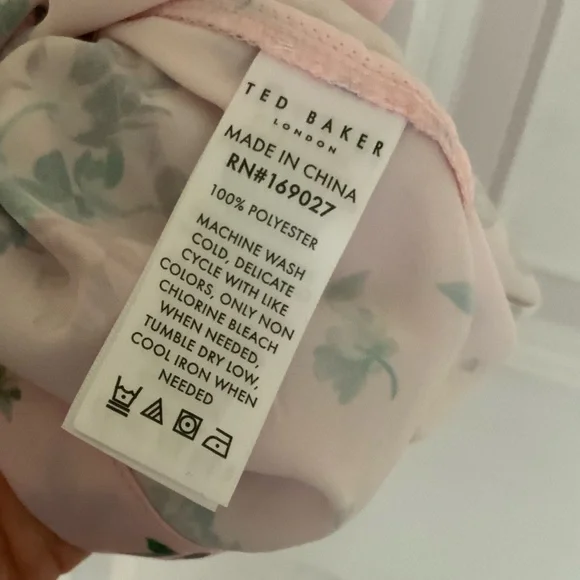 TED BAKER
LONDON
MADE IN CHINA
RN#169027
100% POLYESTER
MACHINE WASH
COLD, DELICATE
CYCLE WITH LIKE
COLORS, ONLY NON
CHLORINE BLEACH
WHEN NEEDED,
TUMBLE DRY LOW,
COOL IRON WHEN
NEEDED